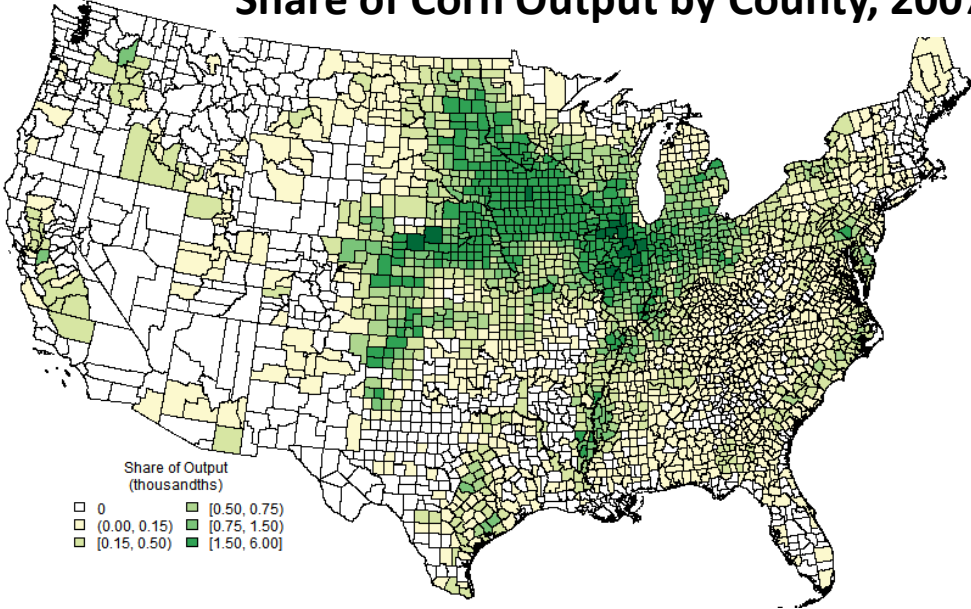 Share of Corn Output by County, 2007
Share of Output
(thousandths)
0
(0.00, 0.15)
[0.15, 0.50)
[0.50, 0.75)
[0.75, 1.50)
[1.50, 6.00]